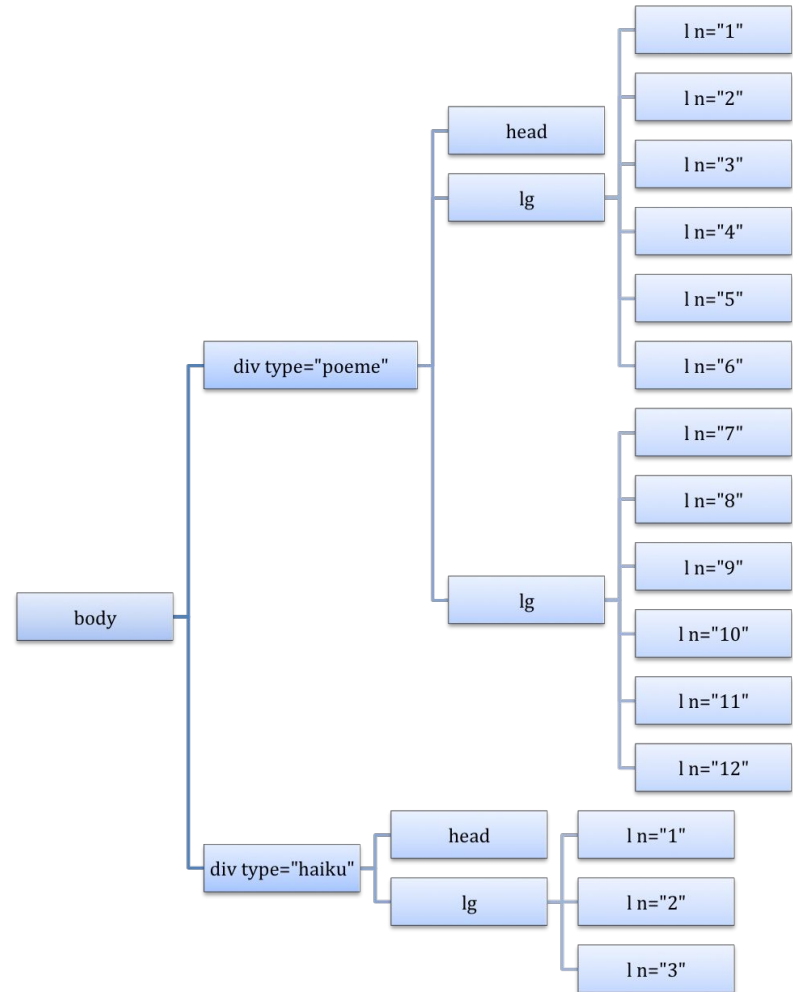 body
div type="poeme"
head
lg
l n="1"
l n="2"
l n="3"
l n="4"
l n="5"
l n="6"
lg
l n="7"
l n="8"
l n="9"
l n="10"
l n="11"
l n="12"
div type="haiku"
head
lg
l n="1"
l n="2"
l n="3"